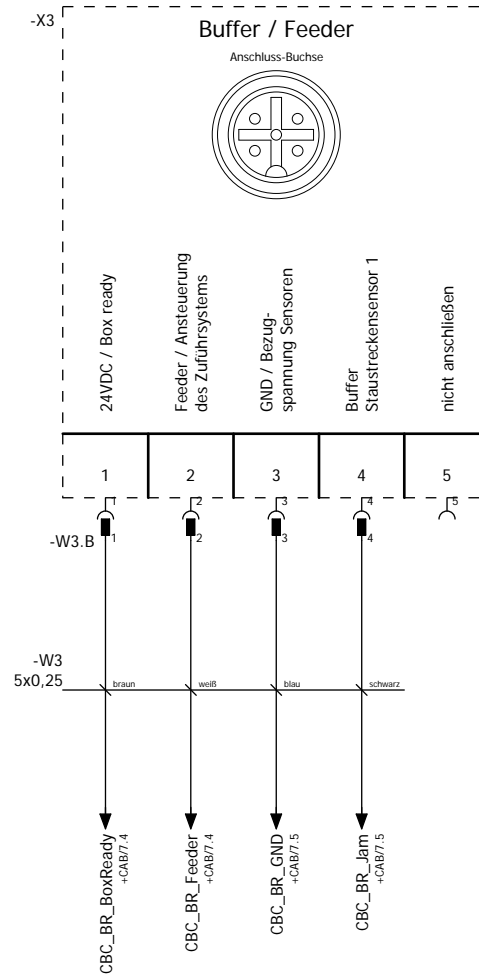 -X3
Buffer / Feeder
Anschluss-Buchse
24VDC / Box ready
Feeder / Ansteuerung
des Zuführsystems
GND / Bezug-
spannung Sensoren
Buffer
Staustreckensensor 1
nicht anschließen
1 2 3 4 5
1 2 3 4 5
-W3.B
1 2 3 4
-W3
5x0,25
braun weiß blau schwarz
CBC_BR_BoxReady
+CAB/7.4
CBC_BR_Feeder
+CAB/7.4
CBC_BR_GND
+CAB/7.5
CBC_BR_Jam
+CAB/7.5